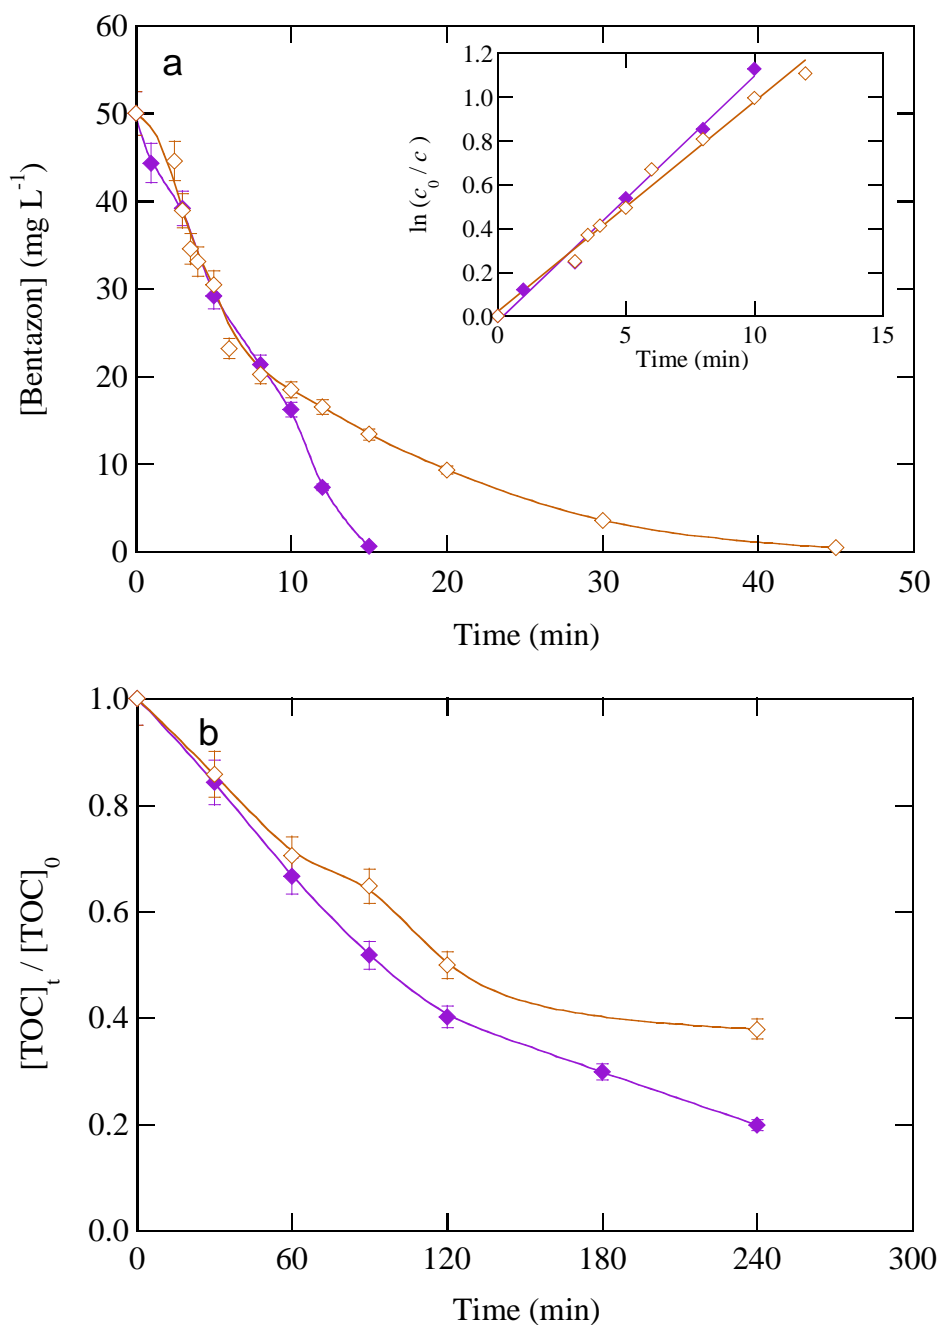 60
50
40
30
20
10
0
[Bentazon] (mg L⁻¹)
a
1.2
1.0
0.8
0.6
0.4
0.2
0.0
ln (c₀ / c)
0 5 10 15
Time (min)
0 10 20 30 40 50
Time (min)
1.0
0.8
0.6
0.4
0.2
0.0
[TOC]ₜ / [TOC]₀
b
0 60 120 180 240 300
Time (min)